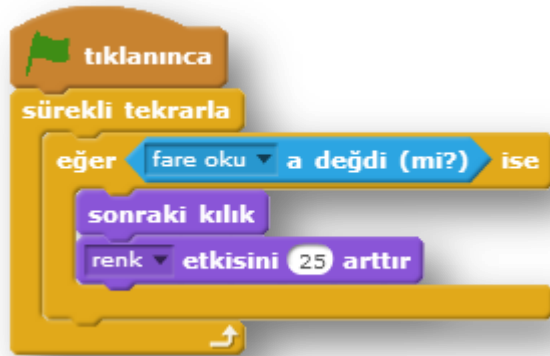 tıklanınca
sürekli tekrarla
eğer fare oku a değdi (mi?) ise
sonraki kılık
renk etkisini 25 arttır